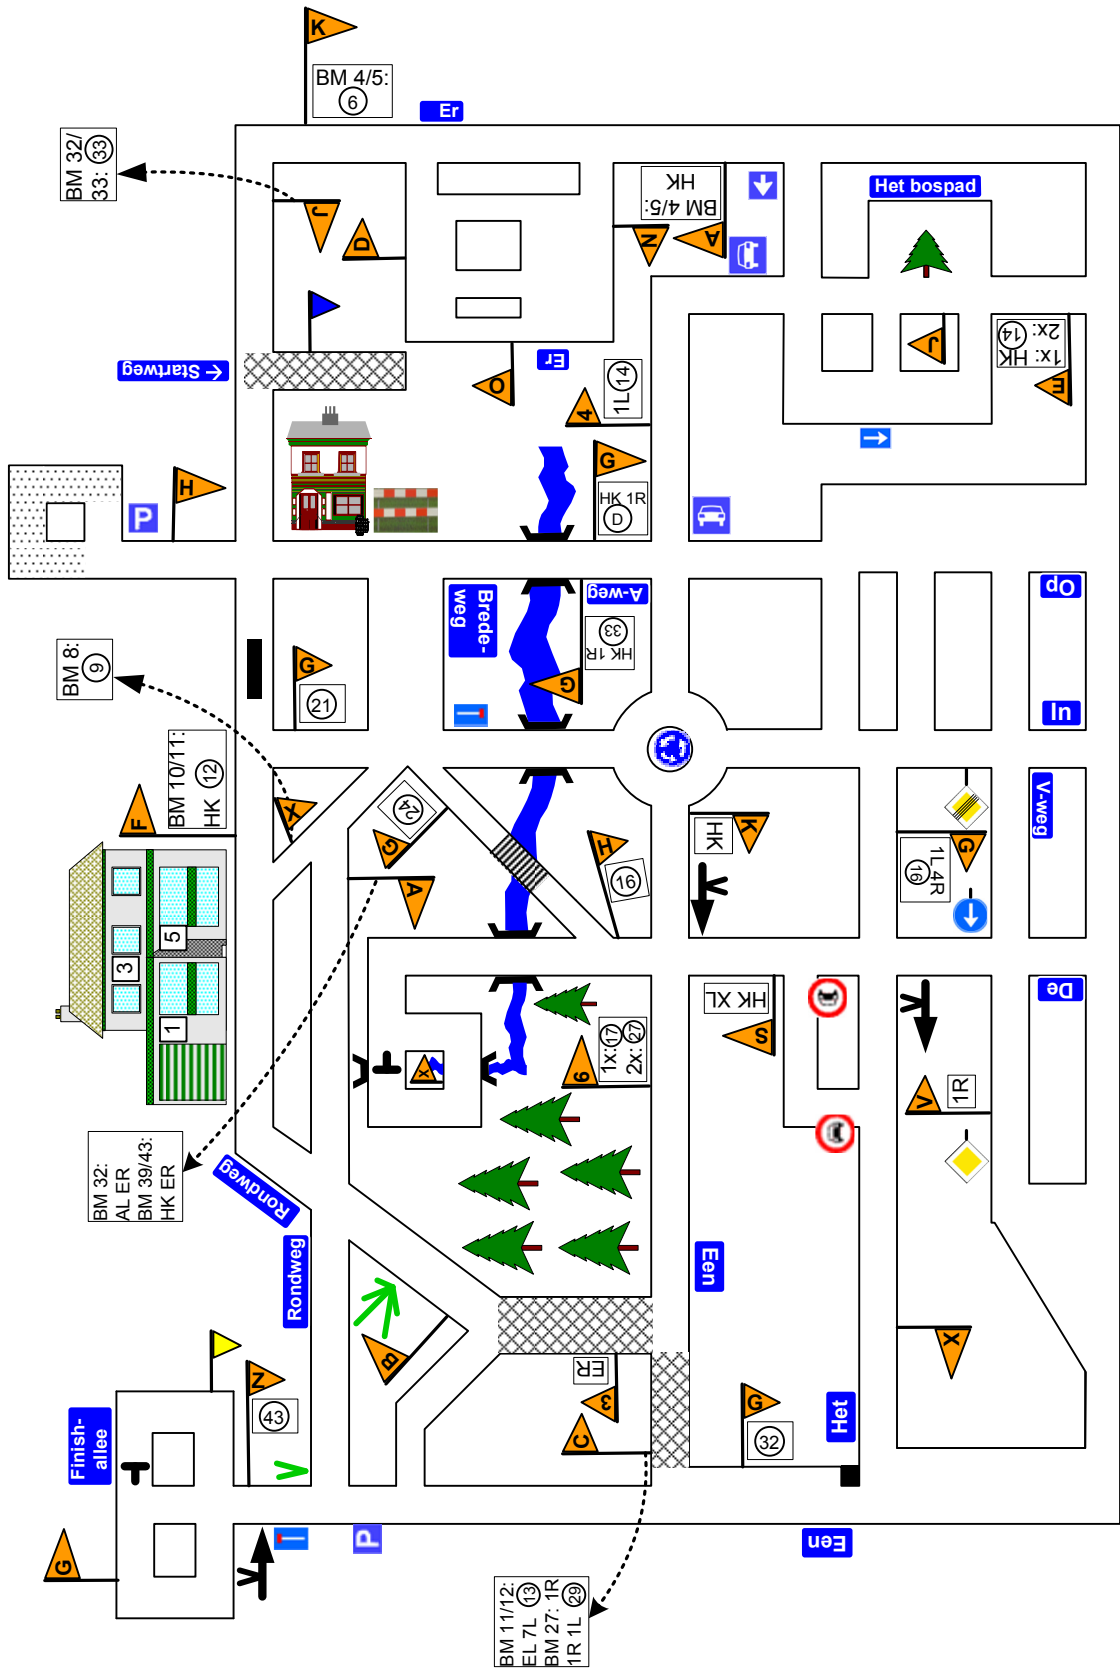 K
BM 4/5:
6
Er
BM 32/
33: 33
J
D
BM 4/5:
HK
N
A
Het bospad
← Startweg
O
Er
4
1L 14
J
1x: HK
2x: 14
E
H
P
G
HK 1R
D
Brede-
weg
A-weg
33
HK 1R
G
Op
In
BM 8:
9
G
21
BM 10/11:
HK 12
F
X
24
G
A
H
16
HK
K
1L4R
16
G
V-weg
5
3
1
x
6
1x: 17
2x: 27
HK XL
S
V
1R
De
BM 32:
AL ER
BM 39/43:
HK ER
Rondweg
Rondweg
Een
B
Z
43
Finish-
allee
ER
3
C
G
32
Het
X
G
P
Een
BM 11/12:
EL 7L 13
BM 27: 1R
1R 1L 29